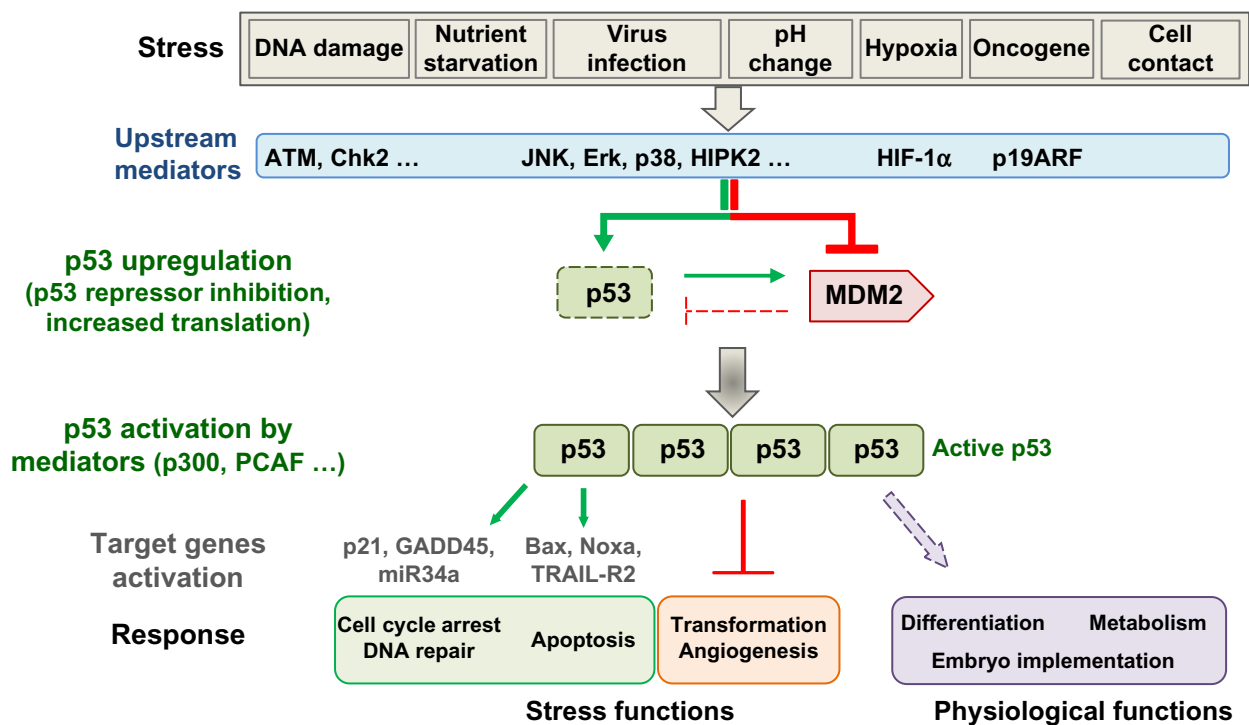 Stress
DNA damage
Nutrient
starvation
Virus
infection
pH
change
Hypoxia
Oncogene
Cell
contact
Upstream
mediators
ATM, Chk2 …
JNK, Erk, p38, HIPK2 …
HIF-1α
p19ARF
p53 upregulation
(p53 repressor inhibition,
increased translation)
p53
MDM2
p53 activation by
mediators (p300, PCAF …)
p53
p53
p53
p53
Active p53
Target genes
activation
p21, GADD45,
miR34a
Bax, Noxa,
TRAIL-R2
Response
Cell cycle arrest
DNA repair
Apoptosis
Transformation
Angiogenesis
Differentiation
Metabolism
Embryo implementation
Stress functions
Physiological functions